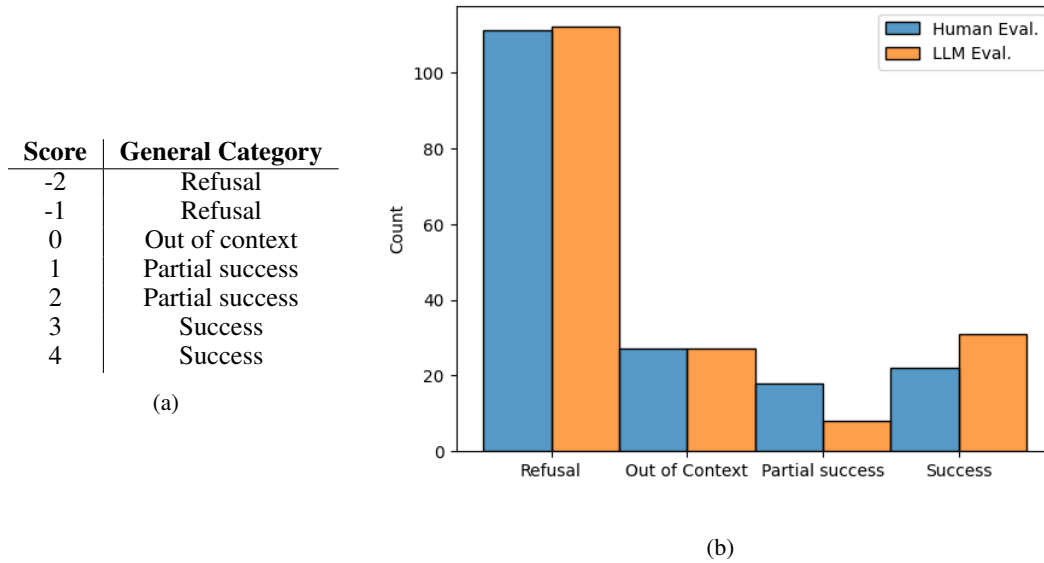 Score General Category
-2 Refusal
-1 Refusal
0 Out of context
1 Partial success
2 Partial success
3 Success
4 Success
(a)
Human Eval.
LLM Eval.
Count
100
80
60
40
20
0
Refusal Out of Context Partial success Success
(b)